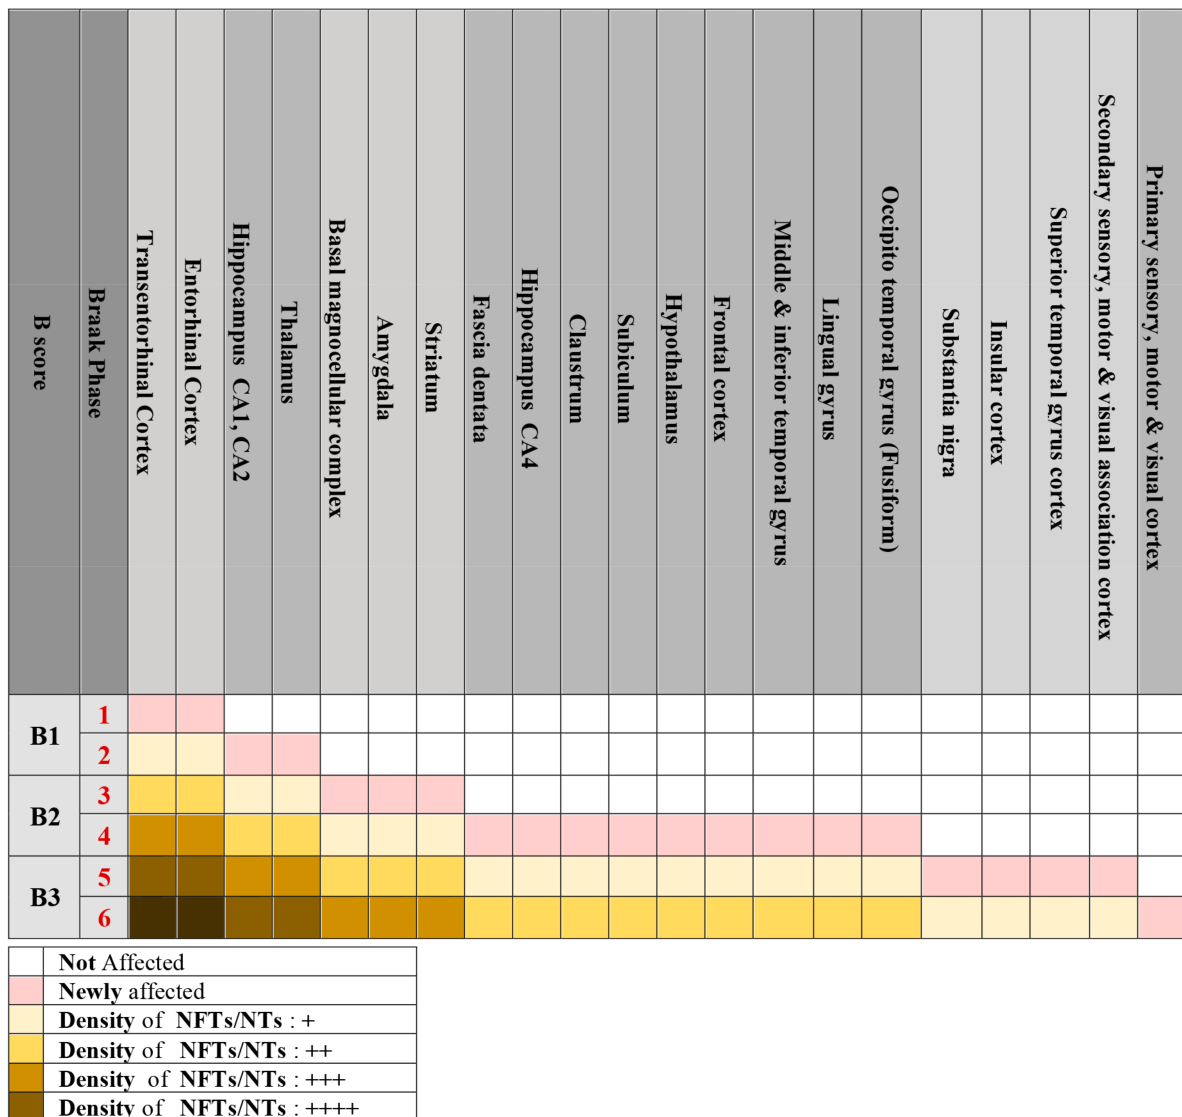 B score
Braak Phase
Transentorhinal Cortex
Entorhinal Cortex
Hippocampus CA1, CA2
Thalamus
Basal magnocellular complex
Amygdala
Striatum
Fascia dentata
Hippocampus CA4
Claustrum
Subiculum
Hypothalamus
Frontal cortex
Middle & inferior temporal gyrus
Lingual gyrus
Occipito temporal gyrus (Fusiform)
Substantia nigra
Insular cortex
Superior temporal gyrus cortex
Secondary sensory, motor & visual association cortex
Primary sensory, motor & visual cortex
B1
1
2
B2
3
4
B3
5
6
Not Affected
Newly affected
Density of NFTs/NTs : +
Density of NFTs/NTs : ++
Density of NFTs/NTs : +++
Density of NFTs/NTs : ++++